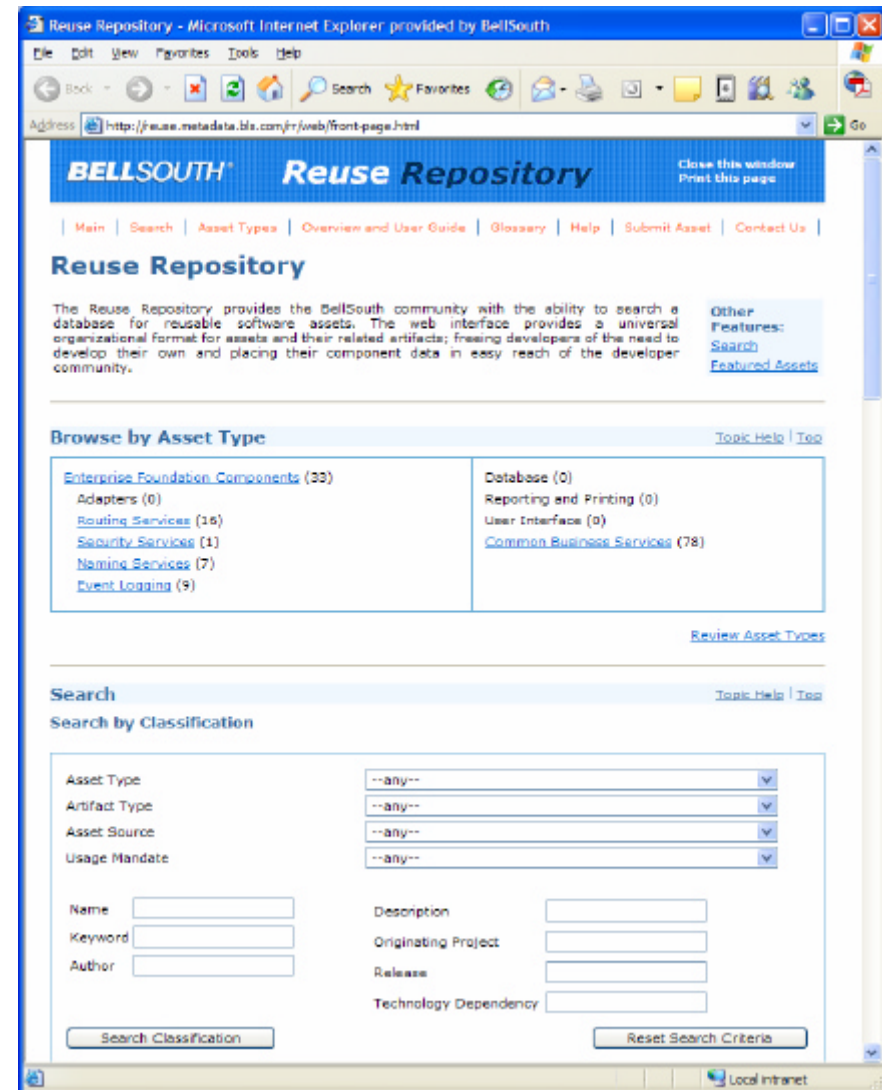 Reuse Repository - Microsoft Internet Explorer provided by BellSouth
File Edit View Favorites Tools Help
Back Search Favorites
Address http://reuse.metadata.bls.com/rr/web/front-page.html Go
BELLSOUTH® Reuse Repository Close this window
Print this page
| Main | Search | Asset Types | Overview and User Guide | Glossary | Help | Submit Asset | Contact Us |
Reuse Repository
The Reuse Repository provides the BellSouth community with the ability to search a
database for reusable software assets. The web interface provides a universal
organizational format for assets and their related artifacts; freeing developers of the need to
develop their own and placing their component data in easy reach of the developer
community.
Other
Features:
Search
Featured Assets
Browse by Asset Type Topic Help | Top
Enterprise Foundation Components (33)
Adapters (0)
Routing Services (16)
Security Services (1)
Naming Services (7)
Event Logging (9)
Database (0)
Reporting and Printing (0)
User Interface (0)
Common Business Services (78)
Review Asset Types
Search Topic Help | Top
Search by Classification
Asset Type --any--
Artifact Type --any--
Asset Source --any--
Usage Mandate --any--
Name
Keyword
Author
Description
Originating Project
Release
Technology Dependency
Search Classification Reset Search Criteria
Local intranet